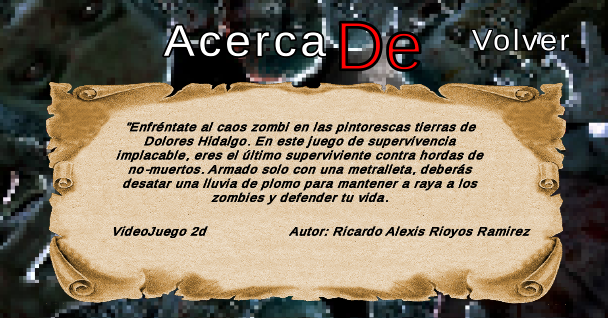 Acerca De
Volver
"Enfréntate al caos zombi en las pintorescas tierras de
Dolores Hidalgo. En este juego de supervivencia
implacable, eres el último superviviente contra hordas de
no-muertos. Armado solo con una metralleta, deberás
desatar una lluvia de plomo para mantener a raya a los
zombies y defender tu vida.
VideoJuego 2d
Autor: Ricardo Alexis Rioyos Ramirez